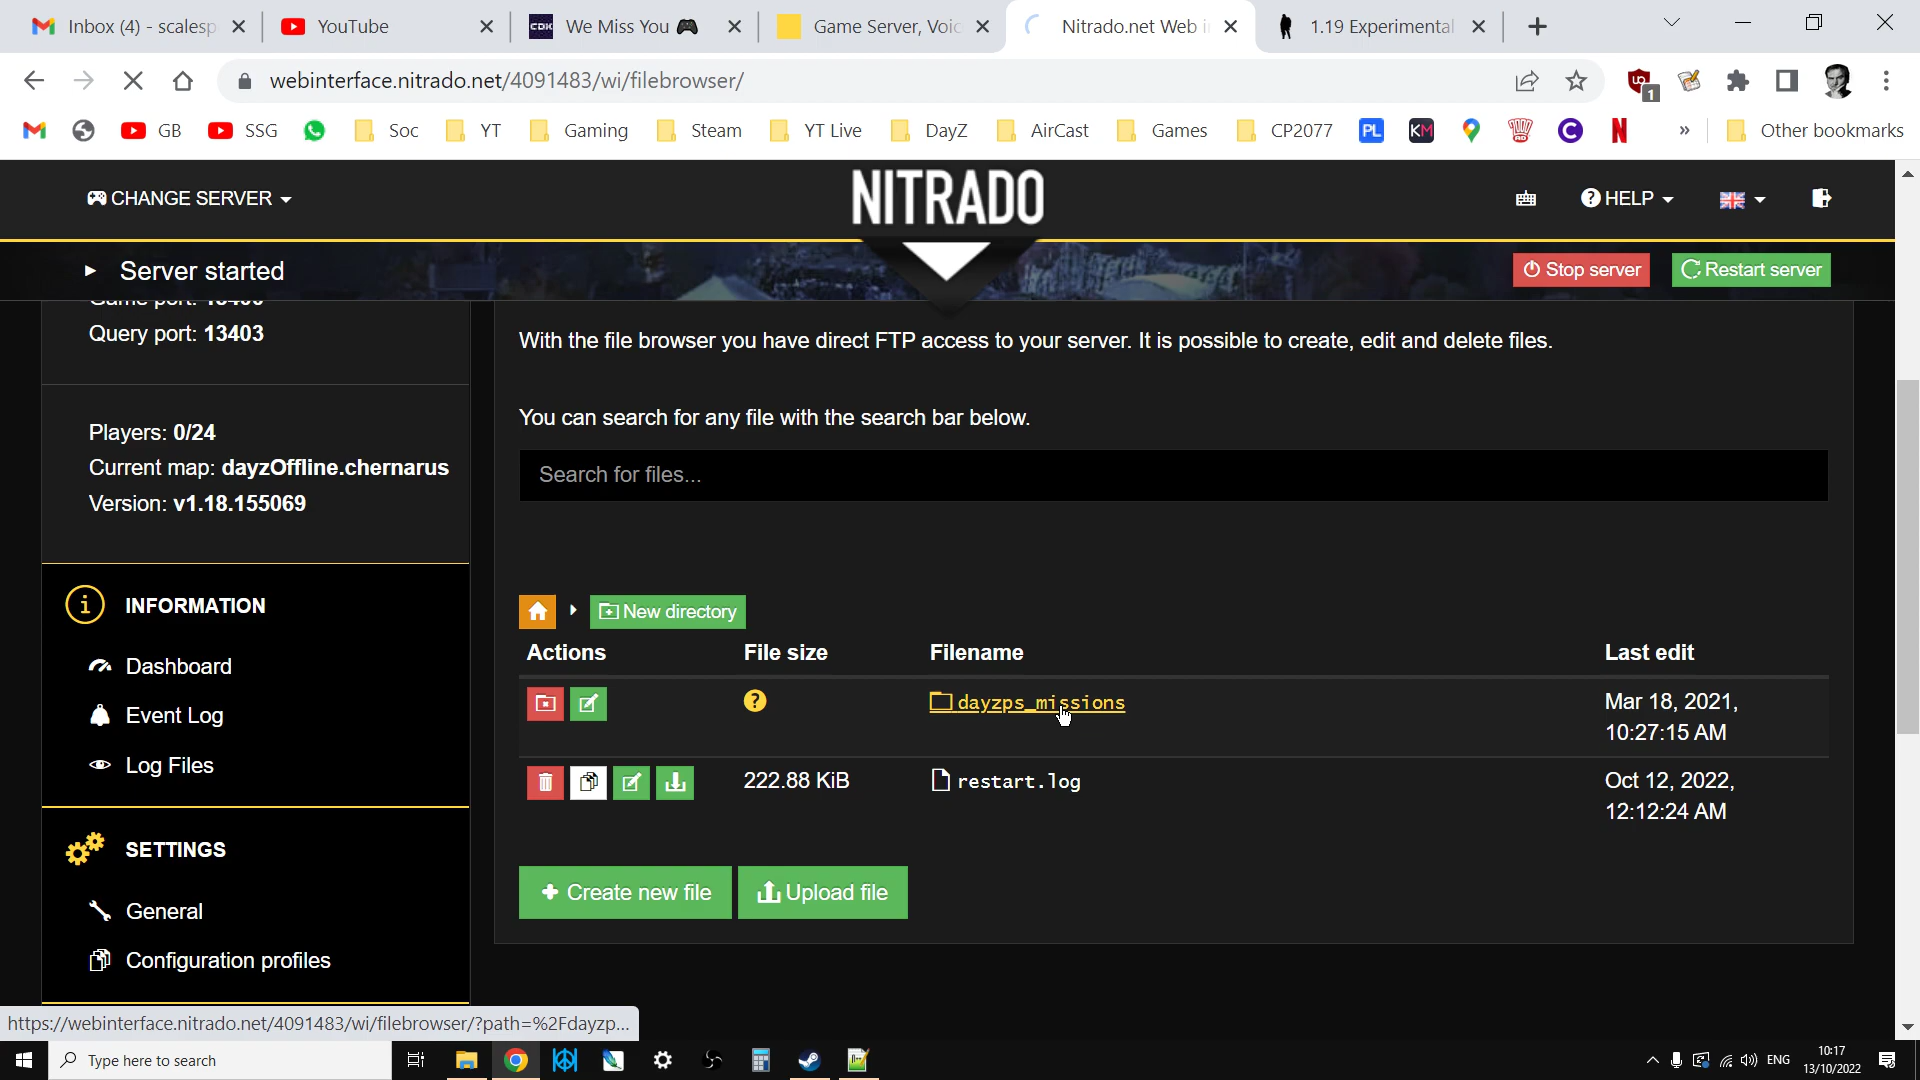 Inbox (4) - scalesp
YouTube
CDK
We Miss You 🎮
Game Server, Voic
Nitrado.net Web i
1.19 Experimental
webinterface.nitrado.net/4091483/wi/filebrowser/
1
GB
SSG
Soc
YT
Gaming
Steam
YT Live
DayZ
AirCast
Games
CP2077
PL
KM
N
»
Other bookmarks
CHANGE SERVER
NITRADO
HELP
Server started
Stop server
Restart server
Query port: 13403
Players: 0/24
Current map: dayzOffline.chernarus
Version: v1.18.155069
INFORMATION
Dashboard
Event Log
Log Files
SETTINGS
General
Configuration profiles
With the file browser you have direct FTP access to your server. It is possible to create, edit and delete files.
You can search for any file with the search bar below.
Search for files...
New directory
Actions
File size
Filename
Last edit
dayzps_missions
Mar 18, 2021,
10:27:15 AM
222.88 KiB
restart.log
Oct 12, 2022,
12:12:24 AM
Create new file
Upload file
https://webinterface.nitrado.net/4091483/wi/filebrowser/?path=%2Fdayzp...
Type here to search
ENG
10:17
13/10/2022